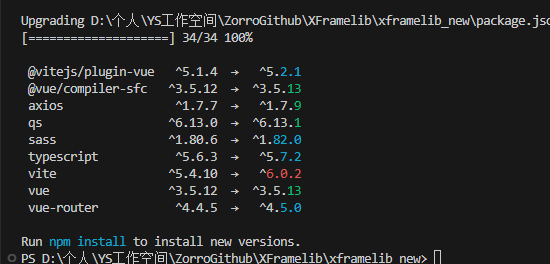 Upgrading D:\个人\YS工作空间\ZorroGithub\XFramelib\xframelib_new\package.jso
[====================] 34/34 100%
@vitejs/plugin-vue ^5.1.4 → ^5.2.1
@vue/compiler-sfc ^3.5.12 → ^3.5.13
axios ^1.7.7 → ^1.7.9
qs ^6.13.0 → ^6.13.1
sass ^1.80.6 → ^1.82.0
typescript ^5.6.3 → ^5.7.2
vite ^5.4.10 → ^6.0.2
vue ^3.5.12 → ^3.5.13
vue-router ^4.4.5 → ^4.5.0
Run npm install to install new versions.
PS D:\个人\YS工作空间\ZorroGithub\XFramelib\xframelib_new>